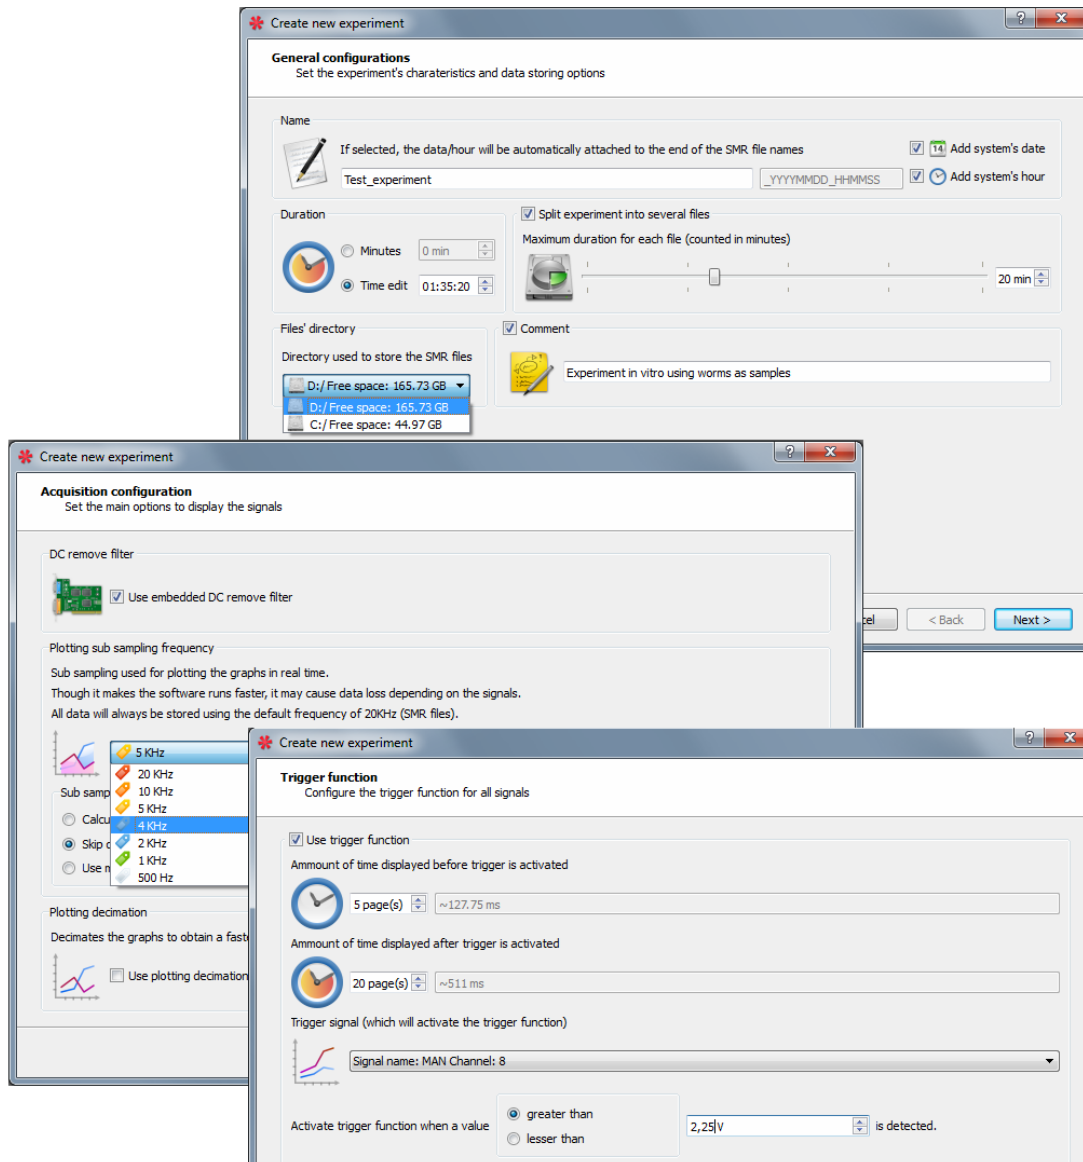 Create new experiment
General configurations
Set the experiment's charateristics and data storing options
Name
If selected, the data/hour will be automatically attached to the end of the SMR file names
14 Add system's date
Test_experiment
_YYYYMMDD_HHMMSS
Add system's hour
Duration
Split experiment into several files
Maximum duration for each file (counted in minutes)
Minutes 0 min
Time edit 01:35:20
20 min
Files' directory
Comment
Directory used to store the SMR files
D:/ Free space: 165.73 GB
Experiment in vitro using worms as samples
D:/ Free space: 165.73 GB
C:/ Free space: 44.97 GB
< Back
Next >
Create new experiment
Acquisition configuration
Set the main options to display the signals
DC remove filter
Use embedded DC remove filter
Plotting sub sampling frequency
Sub sampling used for plotting the graphs in real time.
Though it makes the software runs faster, it may cause data loss depending on the signals.
All data will always be stored using the default frequency of 20KHz (SMR files).
5 KHz
20 KHz
10 KHz
5 KHz
4 KHz
2 KHz
1 KHz
500 Hz
Sub samp
Calcu
Skip
Use
Plotting decimation
Decimates the graphs to obtain a fast
Use plotting decimation
Create new experiment
Trigger function
Configure the trigger function for all signals
Use trigger function
Ammount of time displayed before trigger is activated
5 page(s) ~127.75 ms
Ammount of time displayed after trigger is activated
20 page(s) ~511 ms
Trigger signal (which will activate the trigger function)
Signal name: MAN Channel: 8
Activate trigger function when a value
greater than
lesser than
2,25 V
is detected.